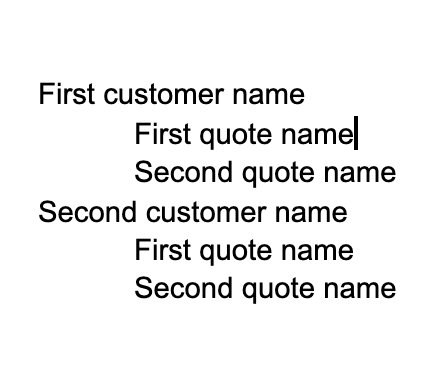 First customer name
First quote name
Second quote name
Second customer name
First quote name
Second quote name